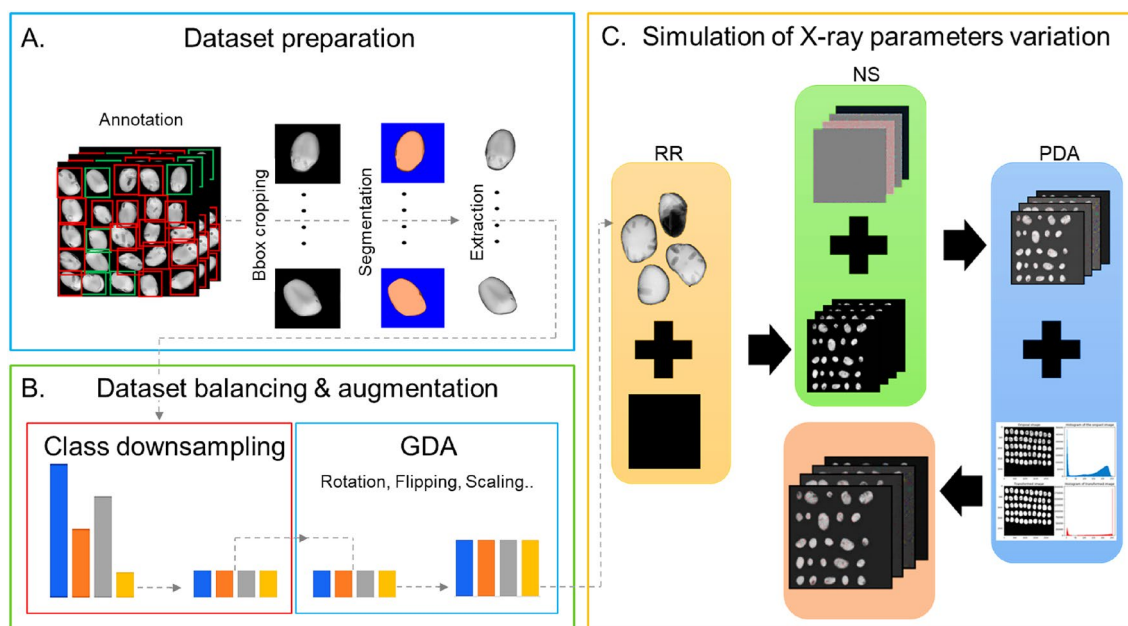 A. Dataset preparation
Annotation
Bbox cropping
Segmentation
Extraction
B. Dataset balancing & augmentation
Class downsampling
GDA
Rotation, Flipping, Scaling..
C. Simulation of X-ray parameters variation
NS
RR
PDA